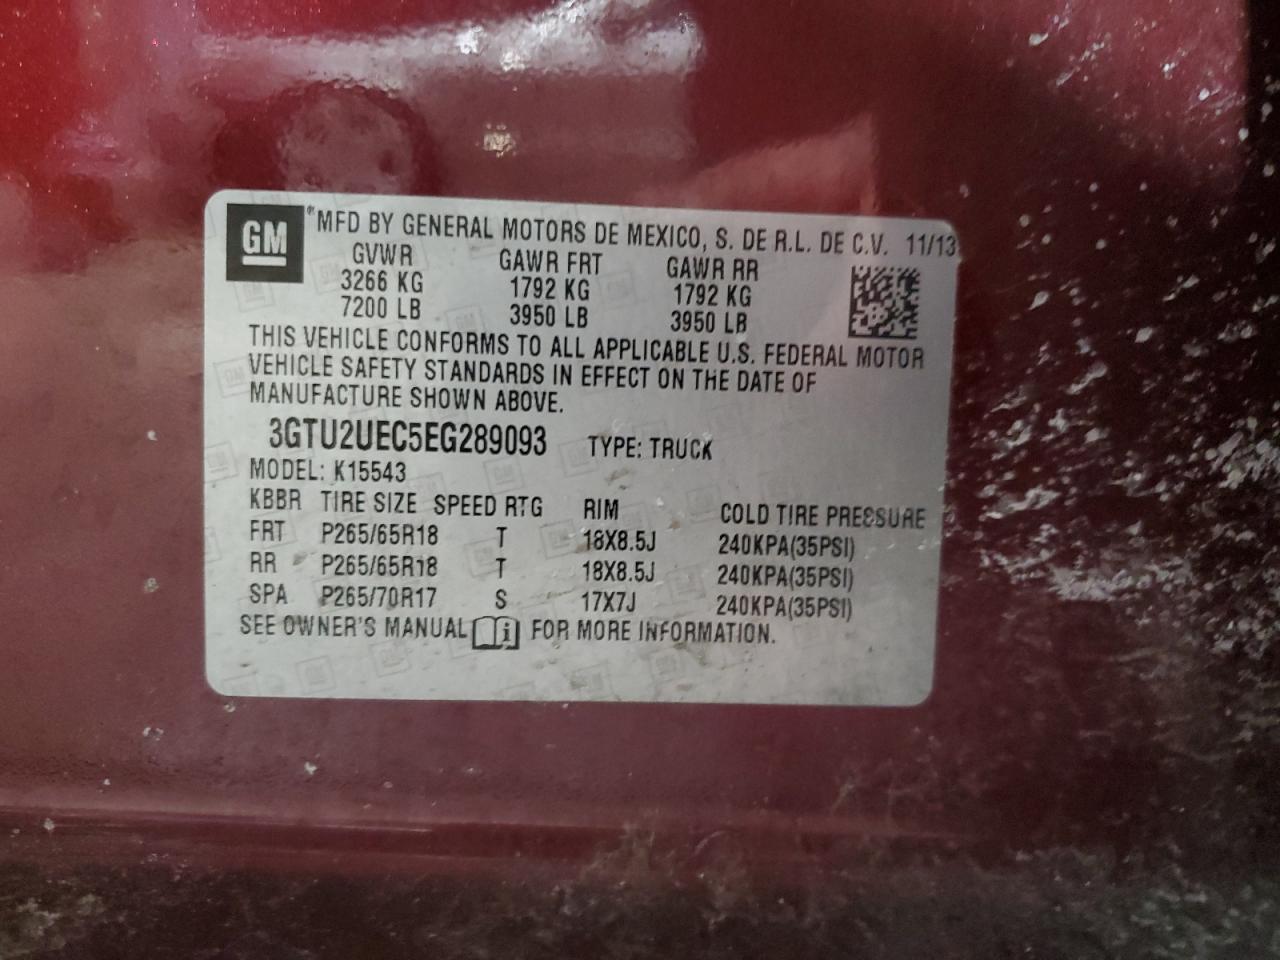 GM
® MFD BY GENERAL MOTORS DE MEXICO, S. DE R.L. DE C.V. 11/13
GVWR GAWR FRT GAWR RR
3266 KG 1792 KG 1792 KG
7200 LB 3950 LB 3950 LB
THIS VEHICLE CONFORMS TO ALL APPLICABLE U.S. FEDERAL MOTOR
VEHICLE SAFETY STANDARDS IN EFFECT ON THE DATE OF
MANUFACTURE SHOWN ABOVE.
3GTU2UEC5EG289093 TYPE: TRUCK
MODEL: K15543
KBBR TIRE SIZE SPEED RTG RIM COLD TIRE PRESSURE
FRT P265/65R18 T 18X8.5J 240KPA(35PSI)
RR P265/65R18 T 18X8.5J 240KPA(35PSI)
SPA P265/70R17 S 17X7J 240KPA(35PSI)
SEE OWNER'S MANUAL FOR MORE INFORMATION.